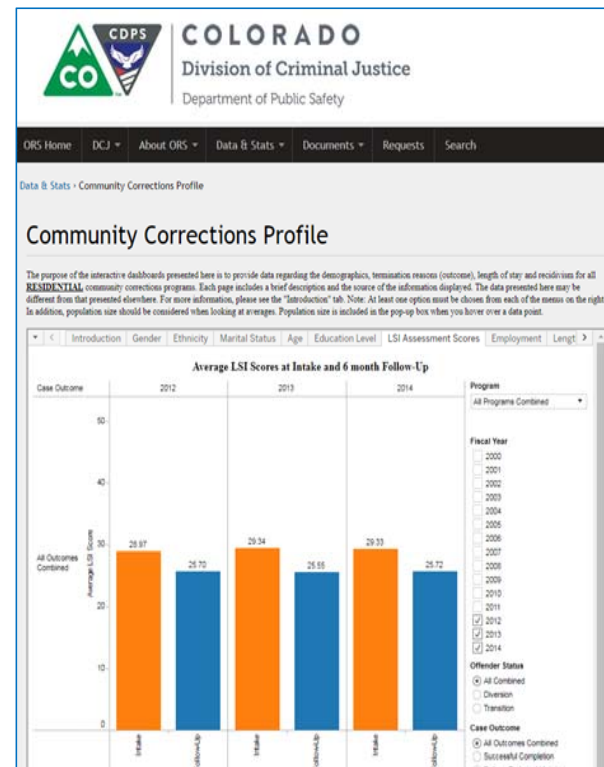 CDPS
CO
COLORADO
Division of Criminal Justice
Department of Public Safety
ORS Home DCJ About ORS Data & Stats Documents Requests Search
Data & Stats › Community Corrections Profile
Community Corrections Profile
The purpose of the interactive dashboards presented here is to provide data regarding the demographics, termination reasons (outcome), length of stay and recidivism for all
RESIDENTIAL community corrections programs. Each page includes a brief description and the source of the information displayed. The data presented here may be
different from that presented elsewhere. For more information, please see the "Introduction" tab. Note: At least one option must be chosen from each of the menus on the right
In addition, population size should be considered when looking at averages. Population size is included in the pop-up box when you hover over a data point.
Introduction Gender Ethnicity Marital Status Age Education Level LSI Assessment Scores Employment Lengt
Average LSI Scores at Intake and 6 month Follow-Up
Case Outcome 2012 2013 2014
All Outcomes
Combined
Average LSI Score
50
40
30
20
10
0
28.97 25.70 29.34 25.55 29.33 25.72
Intake Intake Intake
Program
All Programs Combined
Fiscal Year
2000
2001
2002
2003
2004
2005
2006
2007
2008
2009
2010
2011
2012
2013
2014
Offender Status
All Combined
Diversion
Transition
Case Outcome
All Outcomes Combined
Successful Completion